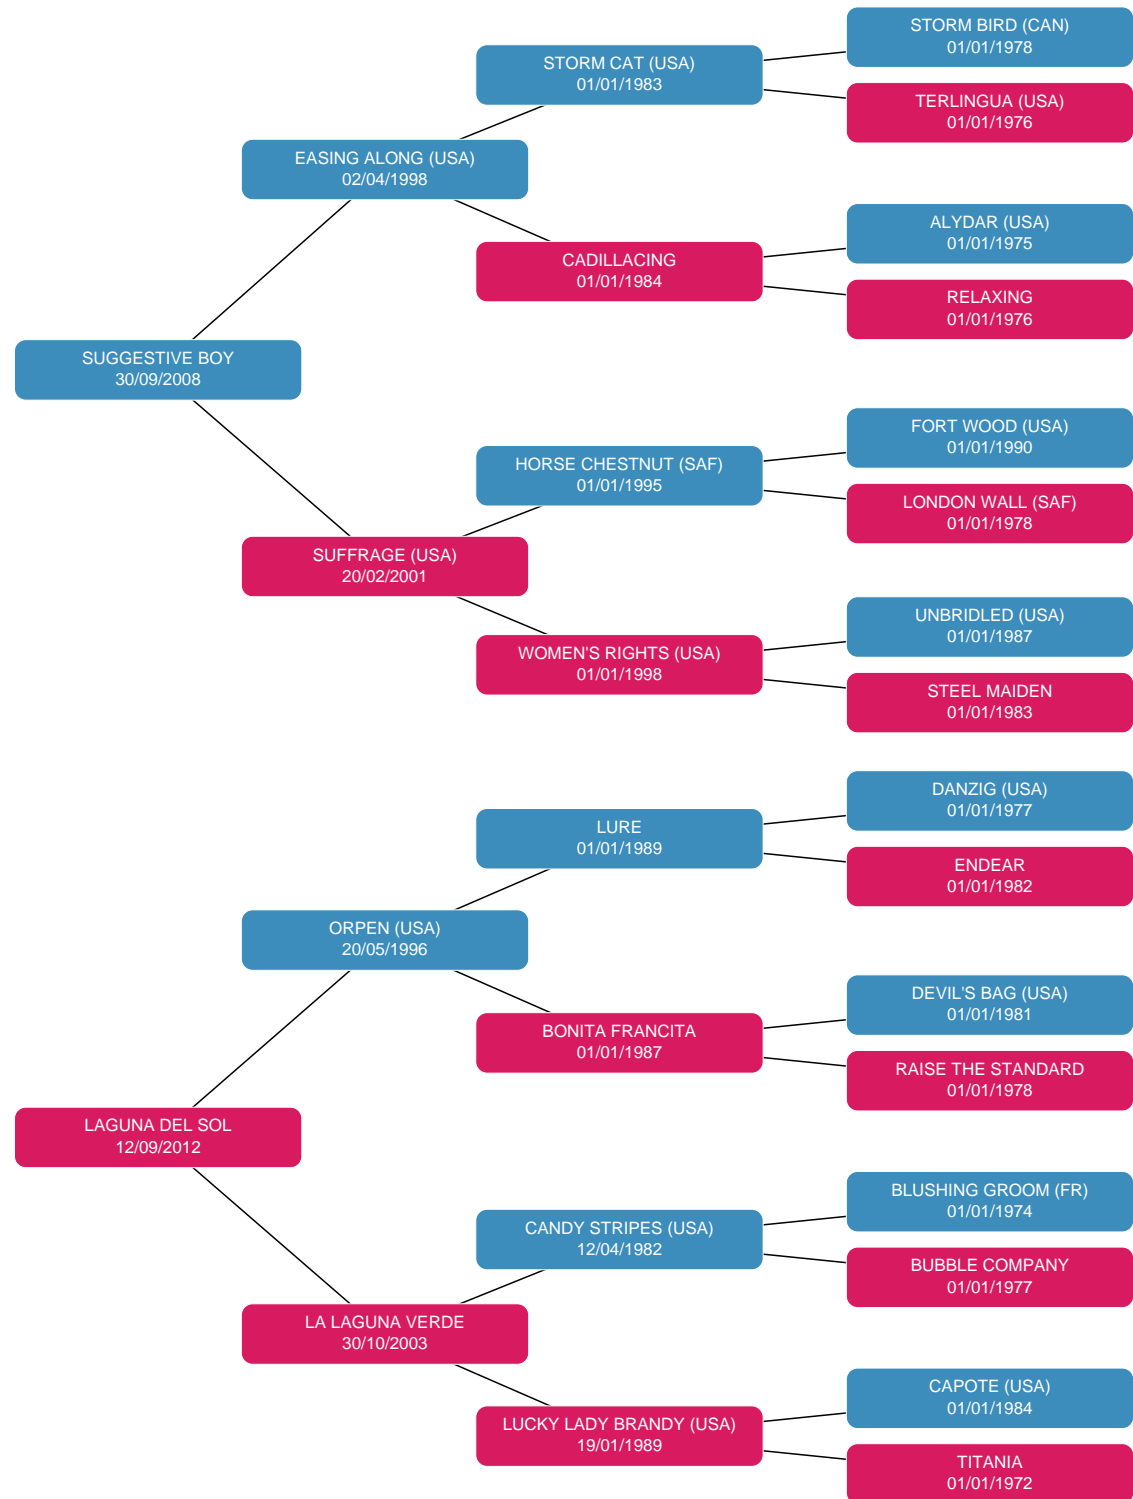 STORM BIRD (CAN)
01/01/1978
STORM CAT (USA)
01/01/1983
TERLINGUA (USA)
01/01/1976
EASING ALONG (USA)
02/04/1998
ALYDAR (USA)
01/01/1975
CADILLACING
01/01/1984
RELAXING
01/01/1976
SUGGESTIVE BOY
30/09/2008
FORT WOOD (USA)
01/01/1990
HORSE CHESTNUT (SAF)
01/01/1995
LONDON WALL (SAF)
01/01/1978
SUFFRAGE (USA)
20/02/2001
UNBRIDLED (USA)
01/01/1987
WOMEN'S RIGHTS (USA)
01/01/1998
STEEL MAIDEN
01/01/1983
DANZIG (USA)
01/01/1977
LURE
01/01/1989
ENDEAR
01/01/1982
ORPEN (USA)
20/05/1996
DEVIL'S BAG (USA)
01/01/1981
BONITA FRANCITA
01/01/1987
RAISE THE STANDARD
01/01/1978
LAGUNA DEL SOL
12/09/2012
BLUSHING GROOM (FR)
01/01/1974
CANDY STRIPES (USA)
12/04/1982
BUBBLE COMPANY
01/01/1977
LA LAGUNA VERDE
30/10/2003
CAPOTE (USA)
01/01/1984
LUCKY LADY BRANDY (USA)
19/01/1989
TITANIA
01/01/1972